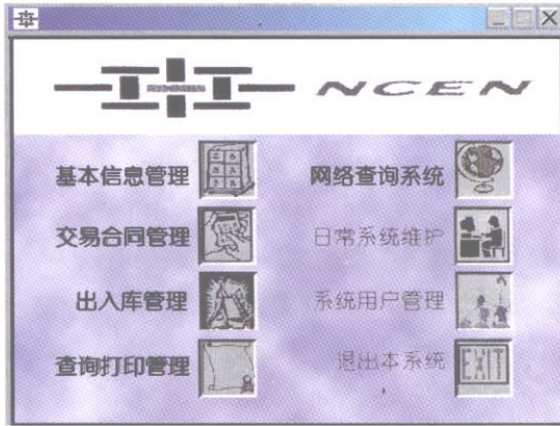 NCEN
基本信息管理
网络查询系统
交易合同管理
日常系统维护
出入库管理
系统用户管理
查询打印管理
退出本系统
EXIT